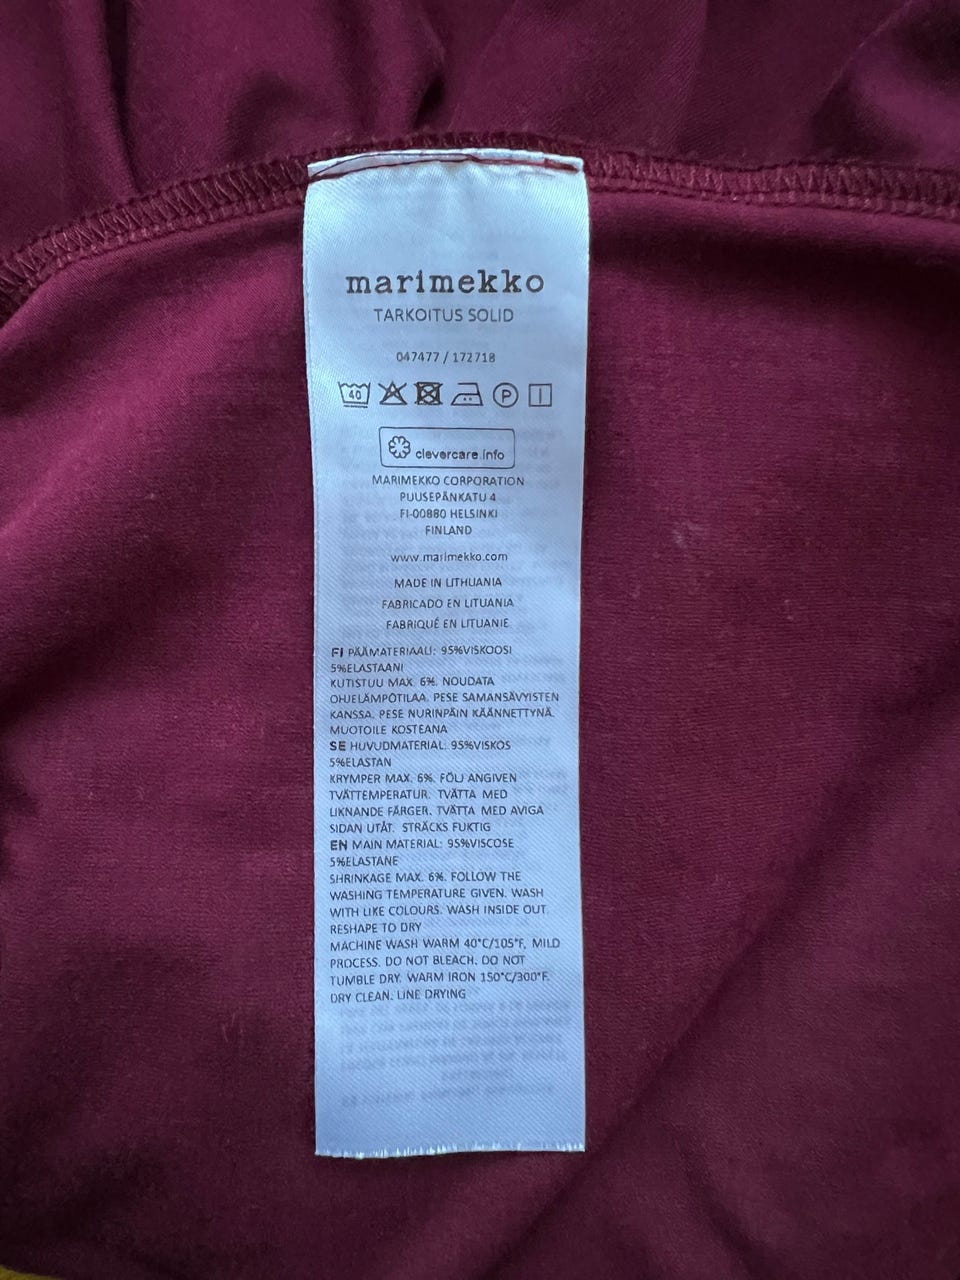 marimekko
TARKOITUS SOLID
047477 / 172718
40 P
clevercare.info
MARIMEKKO CORPORATION
PUUSEPÄNKATU 4
FI-00880 HELSINKI
FINLAND
www.marimekko.com
MADE IN LITHUANIA
FABRICADO EN LITUANIA
FABRIQUÉ EN LITUANIE
FI PÄÄMATERIAALI: 95%VISKOOSI
5%ELASTAANI
KUTISTUU MAX. 6%. NOUDATA
OHJELÄMPÖTILAA. PESE SAMANSÄVYISTEN
KANSSA. PESE NURINPÄIN KÄÄNNETTYNÄ.
MUOTOILE KOSTEANA
SE HUVUDMATERIAL: 95%VISKOS
5%ELASTAN
KRYMPER MAX. 6%. FÖLJ ANGIVEN
TVÄTTEMPERATUR. TVÄTTA MED
LIKNANDE FÄRGER. TVÄTTA MED AVIGA
SIDAN UTÅT. STRÄCKS FUKTIG
EN MAIN MATERIAL: 95%VISCOSE
5%ELASTANE
SHRINKAGE MAX. 6%. FOLLOW THE
WASHING TEMPERATURE GIVEN. WASH
WITH LIKE COLOURS. WASH INSIDE OUT.
RESHAPE TO DRY
MACHINE WASH WARM 40°C/105°F, MILD
PROCESS. DO NOT BLEACH. DO NOT
TUMBLE DRY. WARM IRON 150°C/300°F.
DRY CLEAN. LINE DRYING